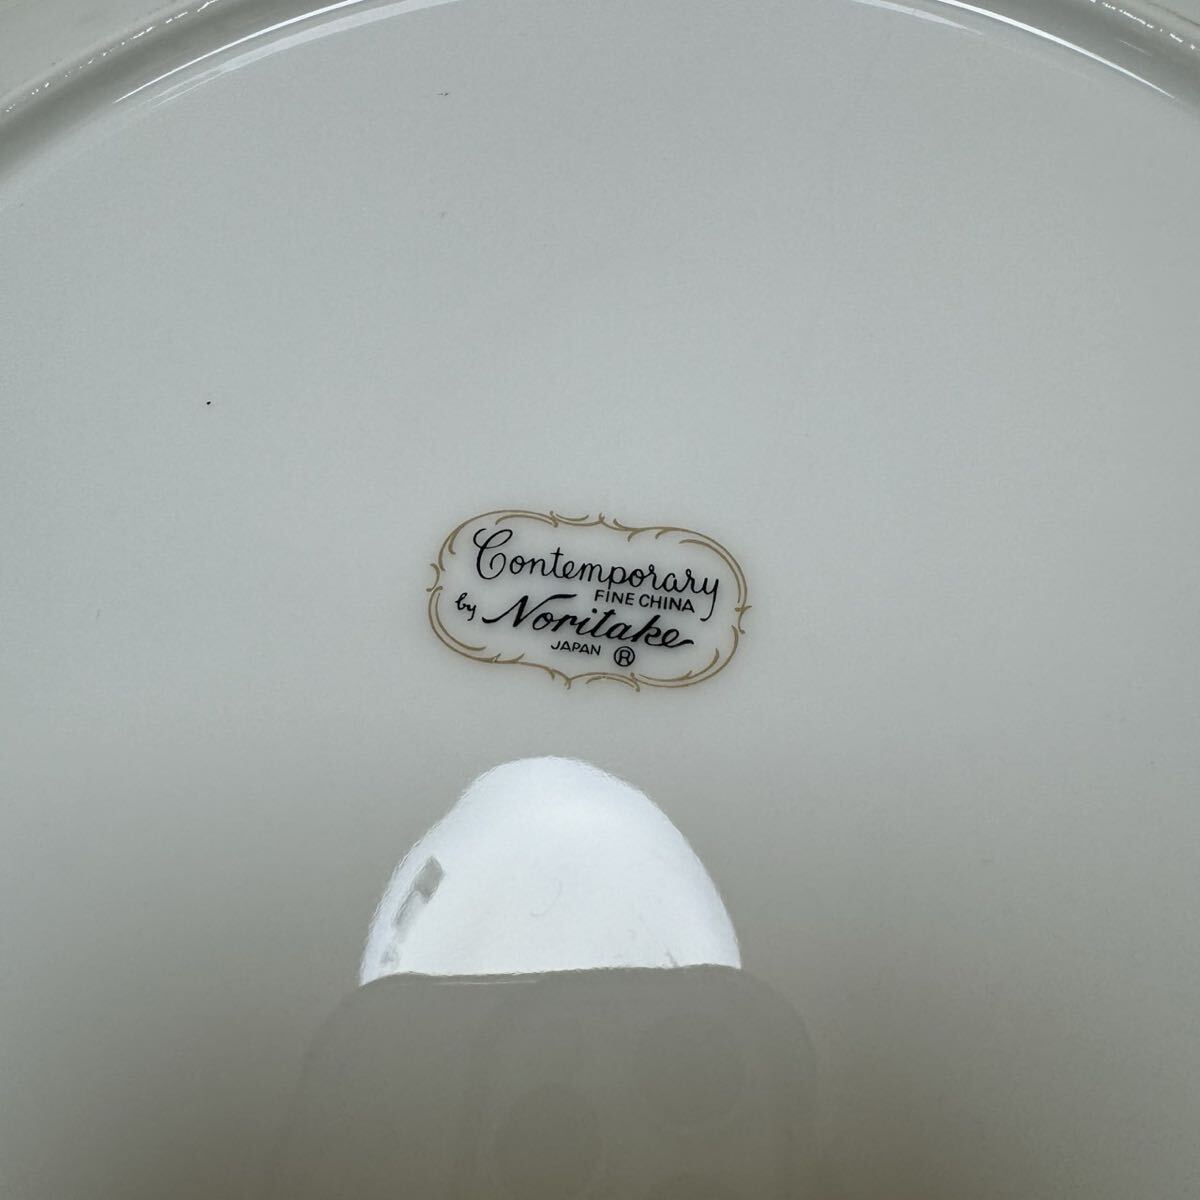 Contemporary
FINE CHINA
by Noritake
JAPAN ®